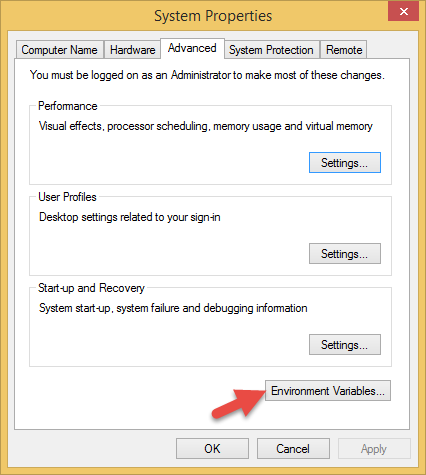 System Properties
Computer Name Hardware Advanced System Protection Remote
You must be logged on as an Administrator to make most of these changes.
Performance
Visual effects, processor scheduling, memory usage and virtual memory
Settings...
User Profiles
Desktop settings related to your sign-in
Settings...
Start-up and Recovery
System start-up, system failure and debugging information
Settings...
Environment Variables...
OK Cancel Apply